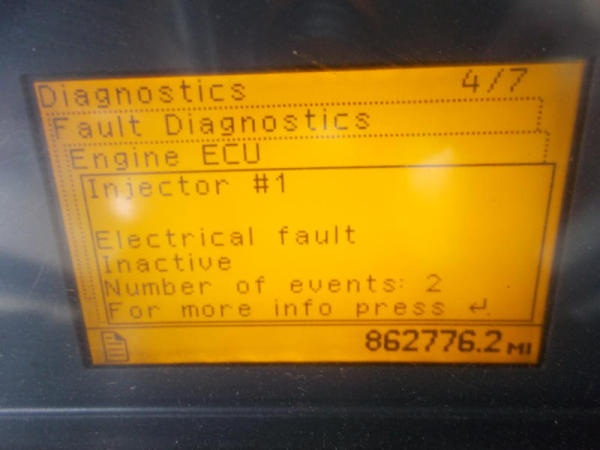 Diagnostics 4/7
Fault Diagnostics
Engine ECU
Injector #1
Electrical fault
Inactive
Number of events: 2
For more info press ↵
862776.2 MI